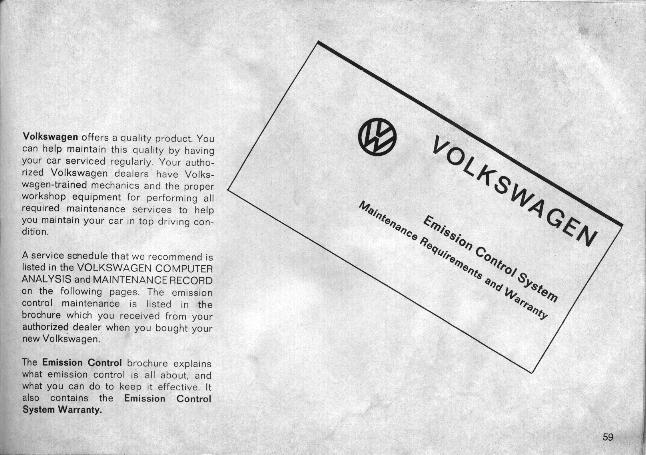 Volkswagen offers a quality product. You
can help maintain this quality by having
your car serviced regularly. Your autho-
rized Volkswagen dealers have Volks-
wagen-trained mechanics and the proper
workshop equipment for performing all
required maintenance services to help
you maintain your car in top driving con-
dition.
A service schedule that we recommend is
listed in the VOLKSWAGEN COMPUTER
ANALYSIS and MAINTENANCE RECORD
on the following pages. The emission
control maintenance is listed in the
brochure which you received from your
authorized dealer when you bought your
new Volkswagen.
The Emission Control brochure explains
what emission control is all about, and
what you can do to keep it effective. It
also contains the Emission Control
System Warranty.
VOLKSWAGEN
Emission Control System
Maintenance Requirements and Warranty
59